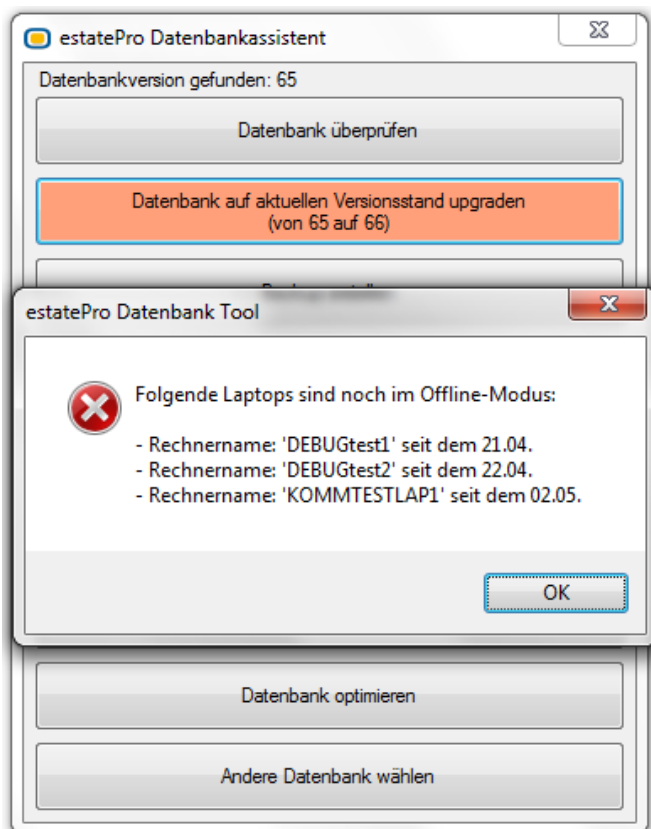 estatePro Datenbankassistent
Datenbankversion gefunden: 65
Datenbank überprüfen
Datenbank auf aktuellen Versionsstand upgraden
(von 65 auf 66)
estatePro Datenbank Tool
Folgende Laptops sind noch im Offline-Modus:
- Rechnername: 'DEBUGtest1' seit dem 21.04.
- Rechnername: 'DEBUGtest2' seit dem 22.04.
- Rechnername: 'KOMMTESTLAP1' seit dem 02.05.
OK
Datenbank optimieren
Andere Datenbank wählen